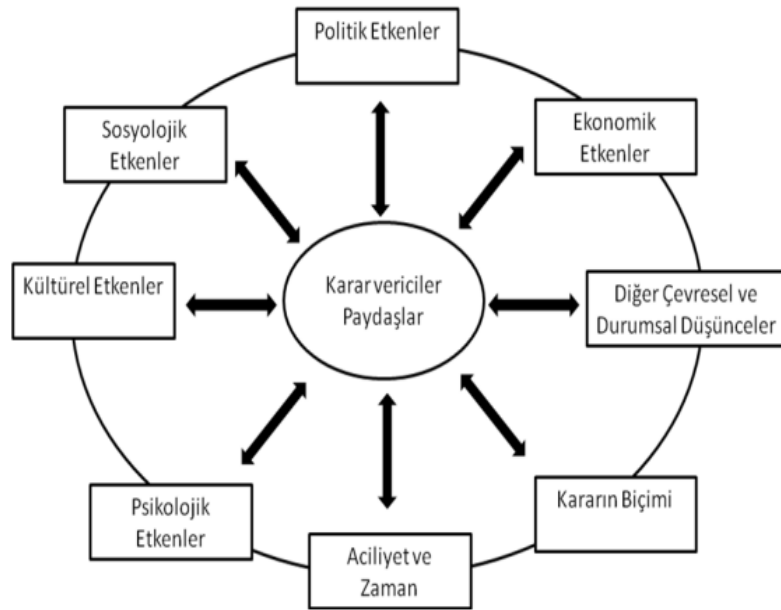 Politik Etkenler
Sosyolojik
Etkenler
Ekonomik
Etkenler
Kültürel Etkenler
Karar vericiler
Paydaşlar
Diğer Çevresel ve
Durumsal Düşünceler
Psikolojik
Etkenler
Kararın Biçimi
Aciliyet ve
Zaman